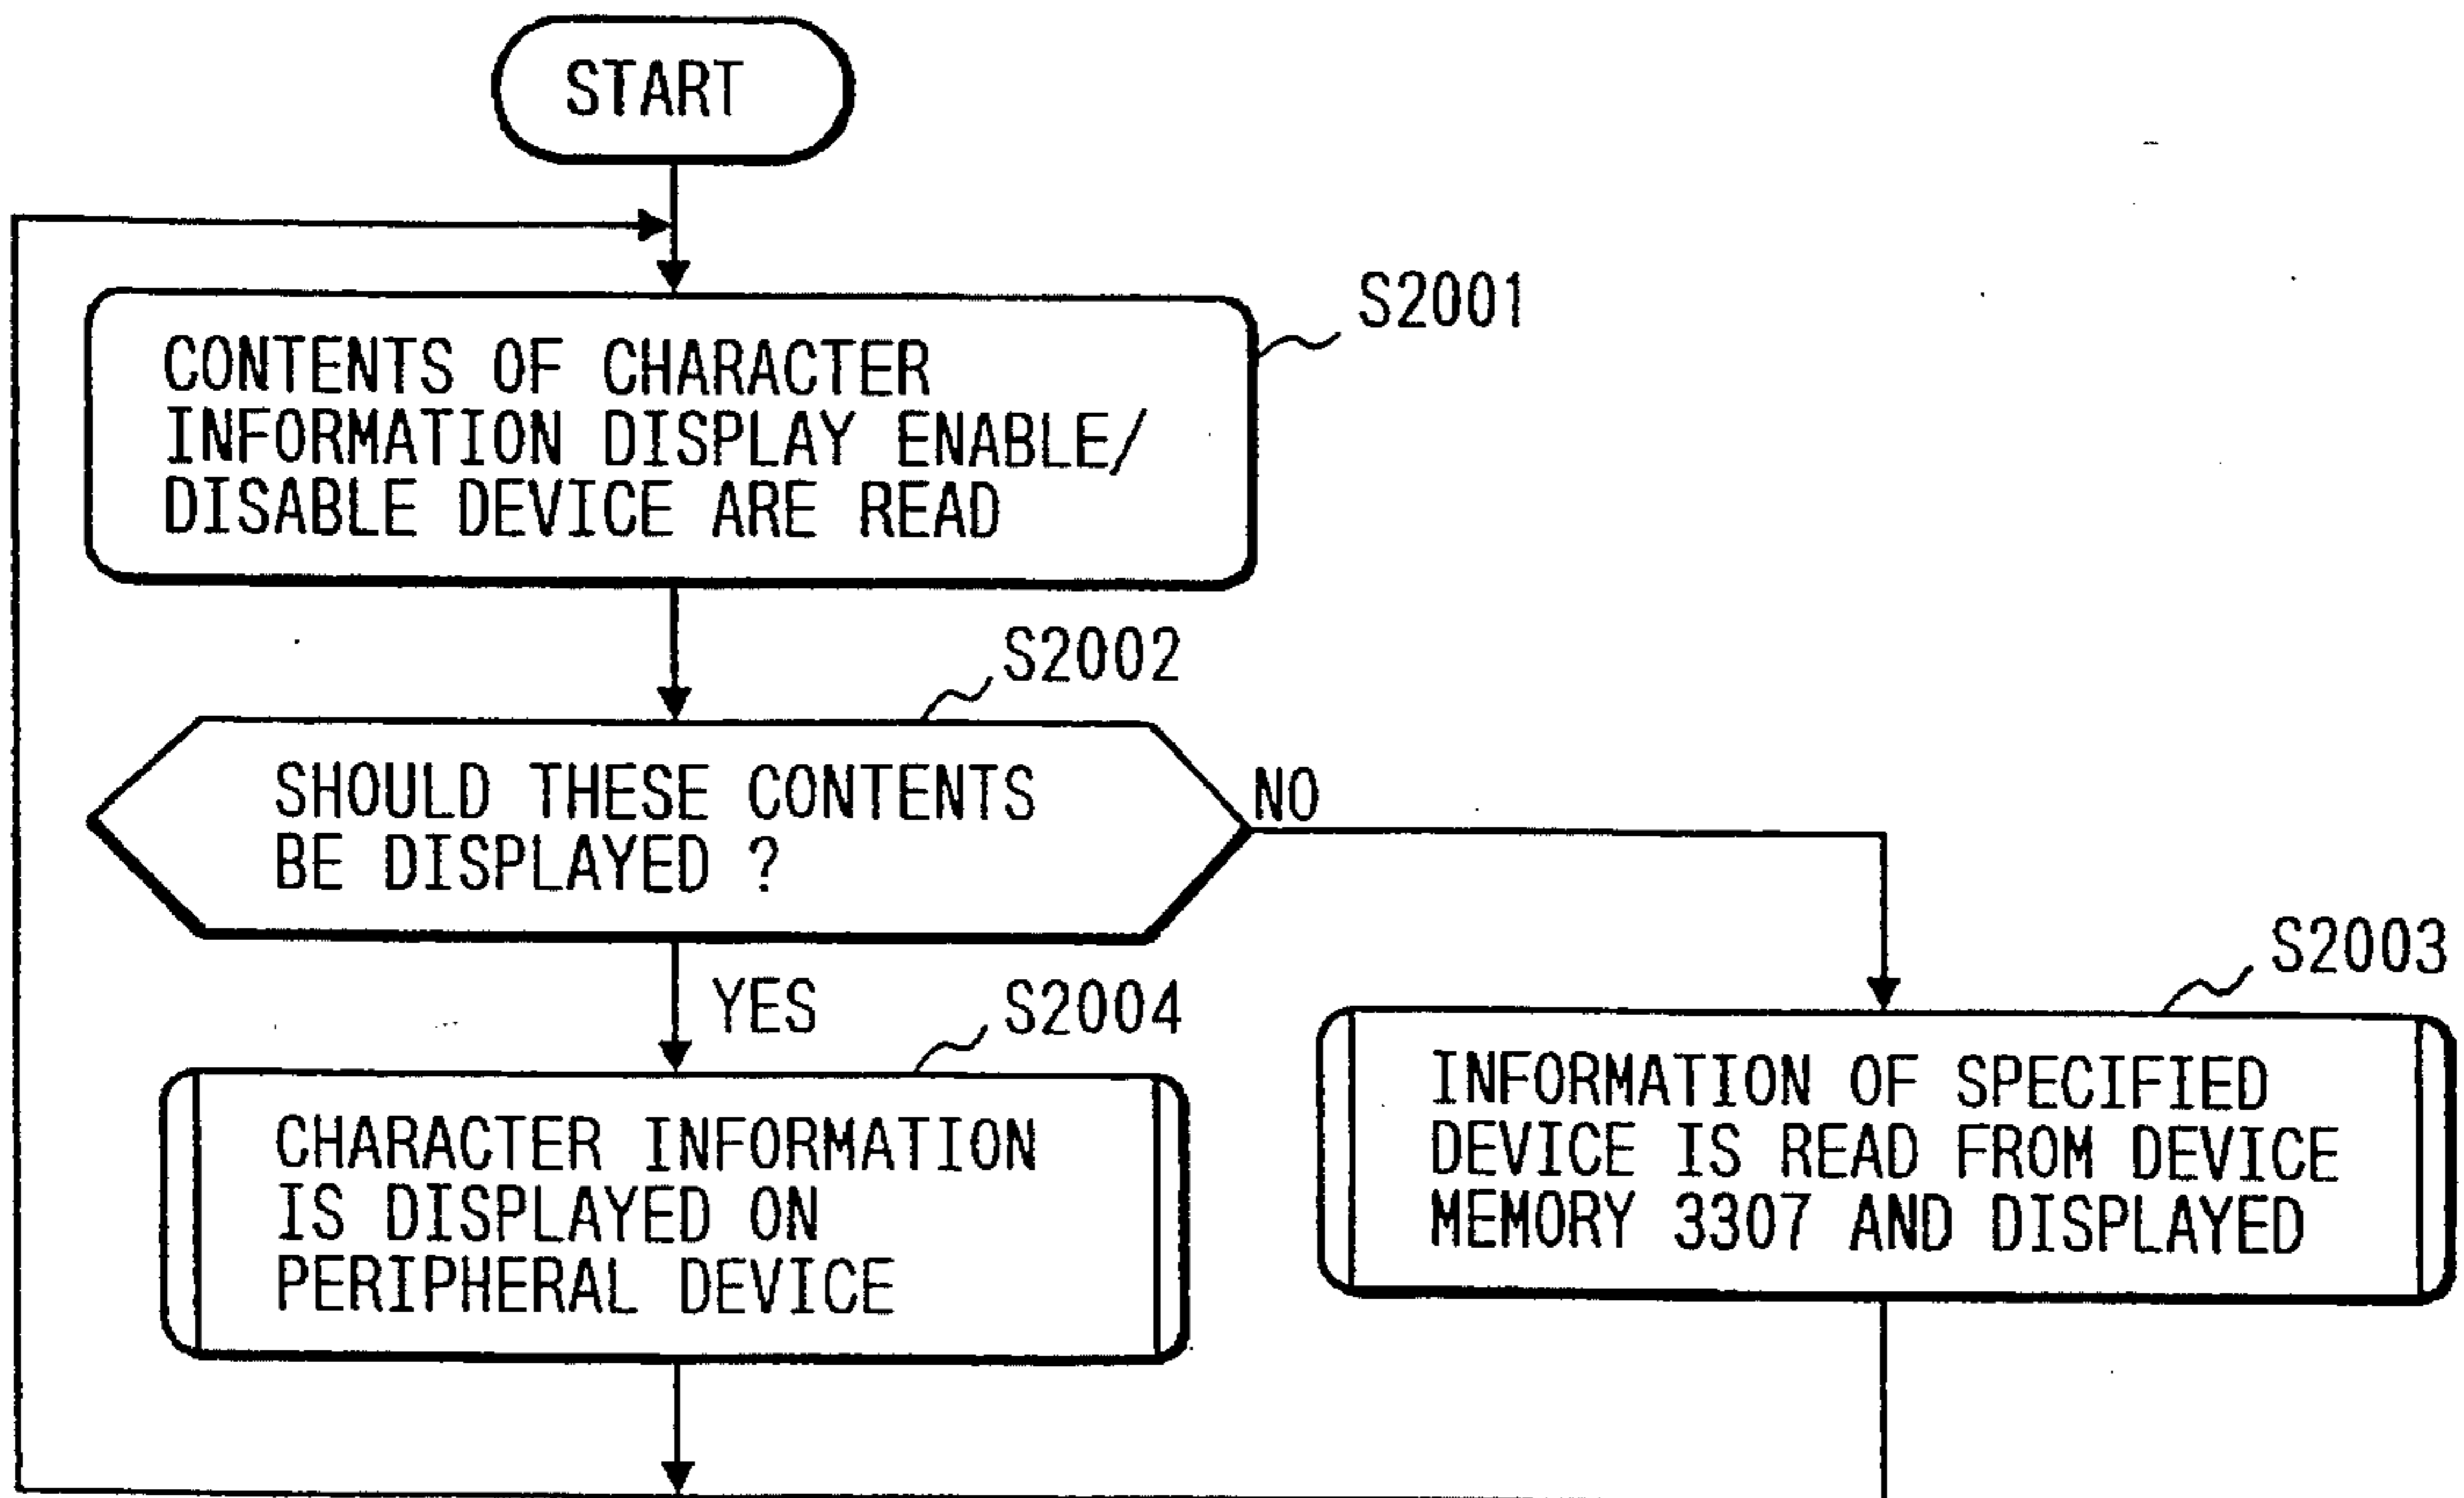 START
S2001
CONTENTS OF CHARACTER
INFORMATION DISPLAY ENABLE/
DISABLE DEVICE ARE READ
S2002
SHOULD THESE CONTENTS
BE DISPLAYED ?
NO
YES
S2004
S2003
CHARACTER INFORMATION
IS DISPLAYED ON
PERIPHERAL DEVICE
INFORMATION OF SPECIFIED
DEVICE IS READ FROM DEVICE
MEMORY 3307 AND DISPLAYED